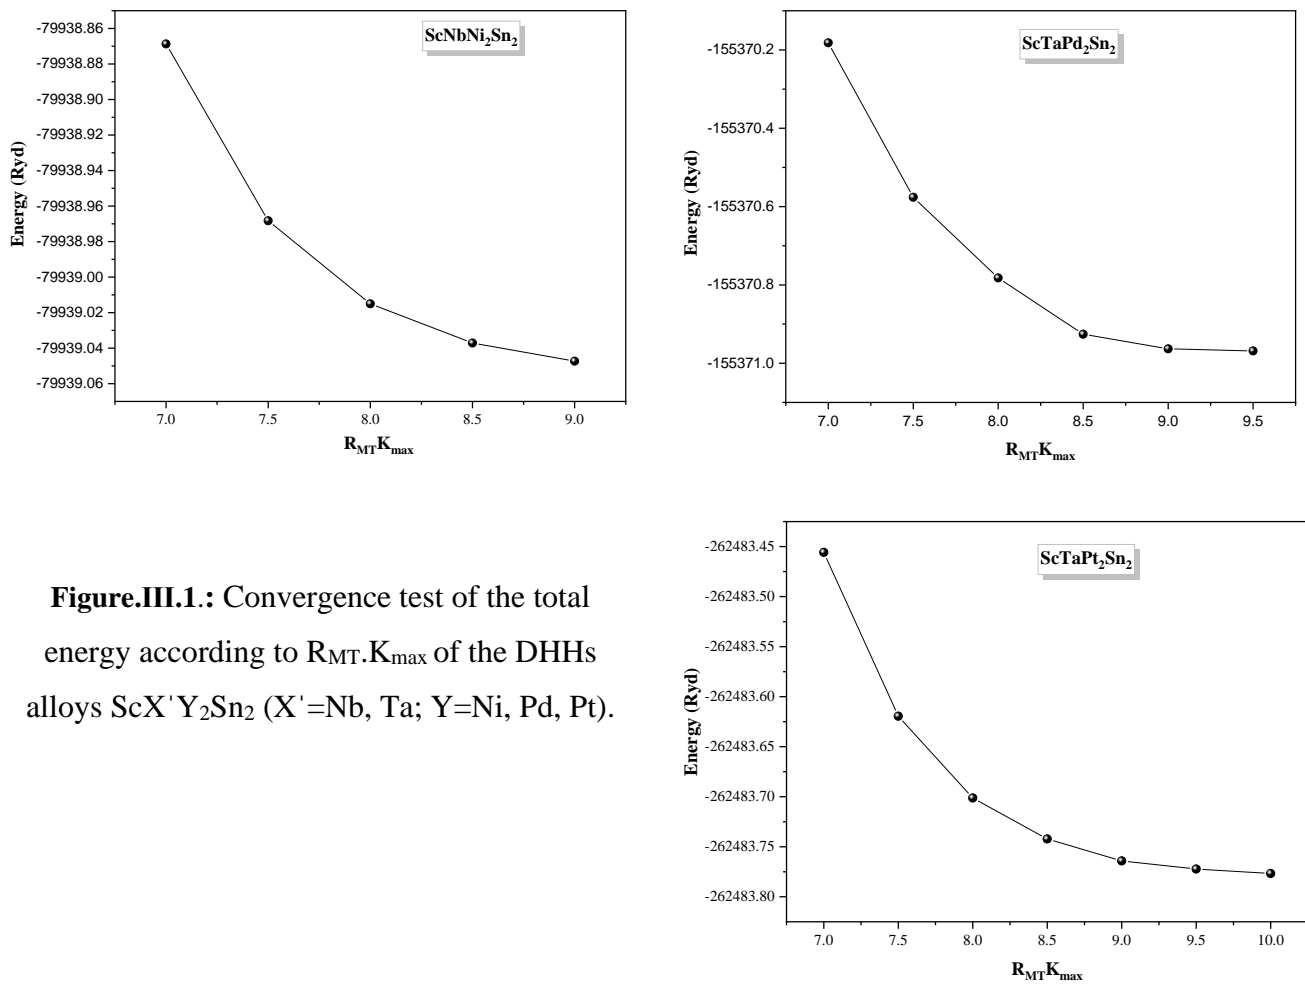 ScNbNi₂Sn₂
Energy (Ryd)
-79938.86
-79938.88
-79938.90
-79938.92
-79938.94
-79938.96
-79938.98
-79939.00
-79939.02
-79939.04
-79939.06
7.0 7.5 8.0 8.5 9.0
R_MTK_max
ScTaPd₂Sn₂
Energy (Ryd)
-155370.2
-155370.4
-155370.6
-155370.8
-155371.0
7.0 7.5 8.0 8.5 9.0 9.5
R_MTK_max
Figure.III.1.: Convergence test of the total
energy according to R_MT.K_max of the DHHs
alloys ScX'Y₂Sn₂ (X'=Nb, Ta; Y=Ni, Pd, Pt).
ScTaPt₂Sn₂
Energy (Ryd)
-262483.45
-262483.50
-262483.55
-262483.60
-262483.65
-262483.70
-262483.75
-262483.80
7.0 7.5 8.0 8.5 9.0 9.5 10.0
R_MTK_max